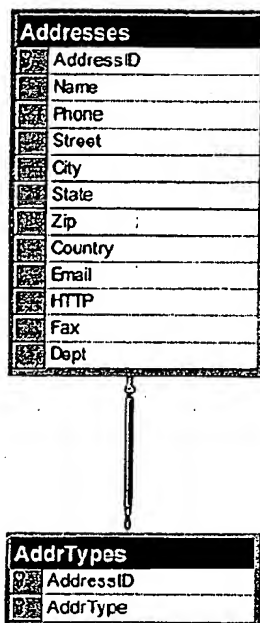 Addresses
AddressID
Name
Phone
Street
City
State
Zip
Country
Email
HTTP
Fax
Dept
AddrTypes
AddressID
AddrType